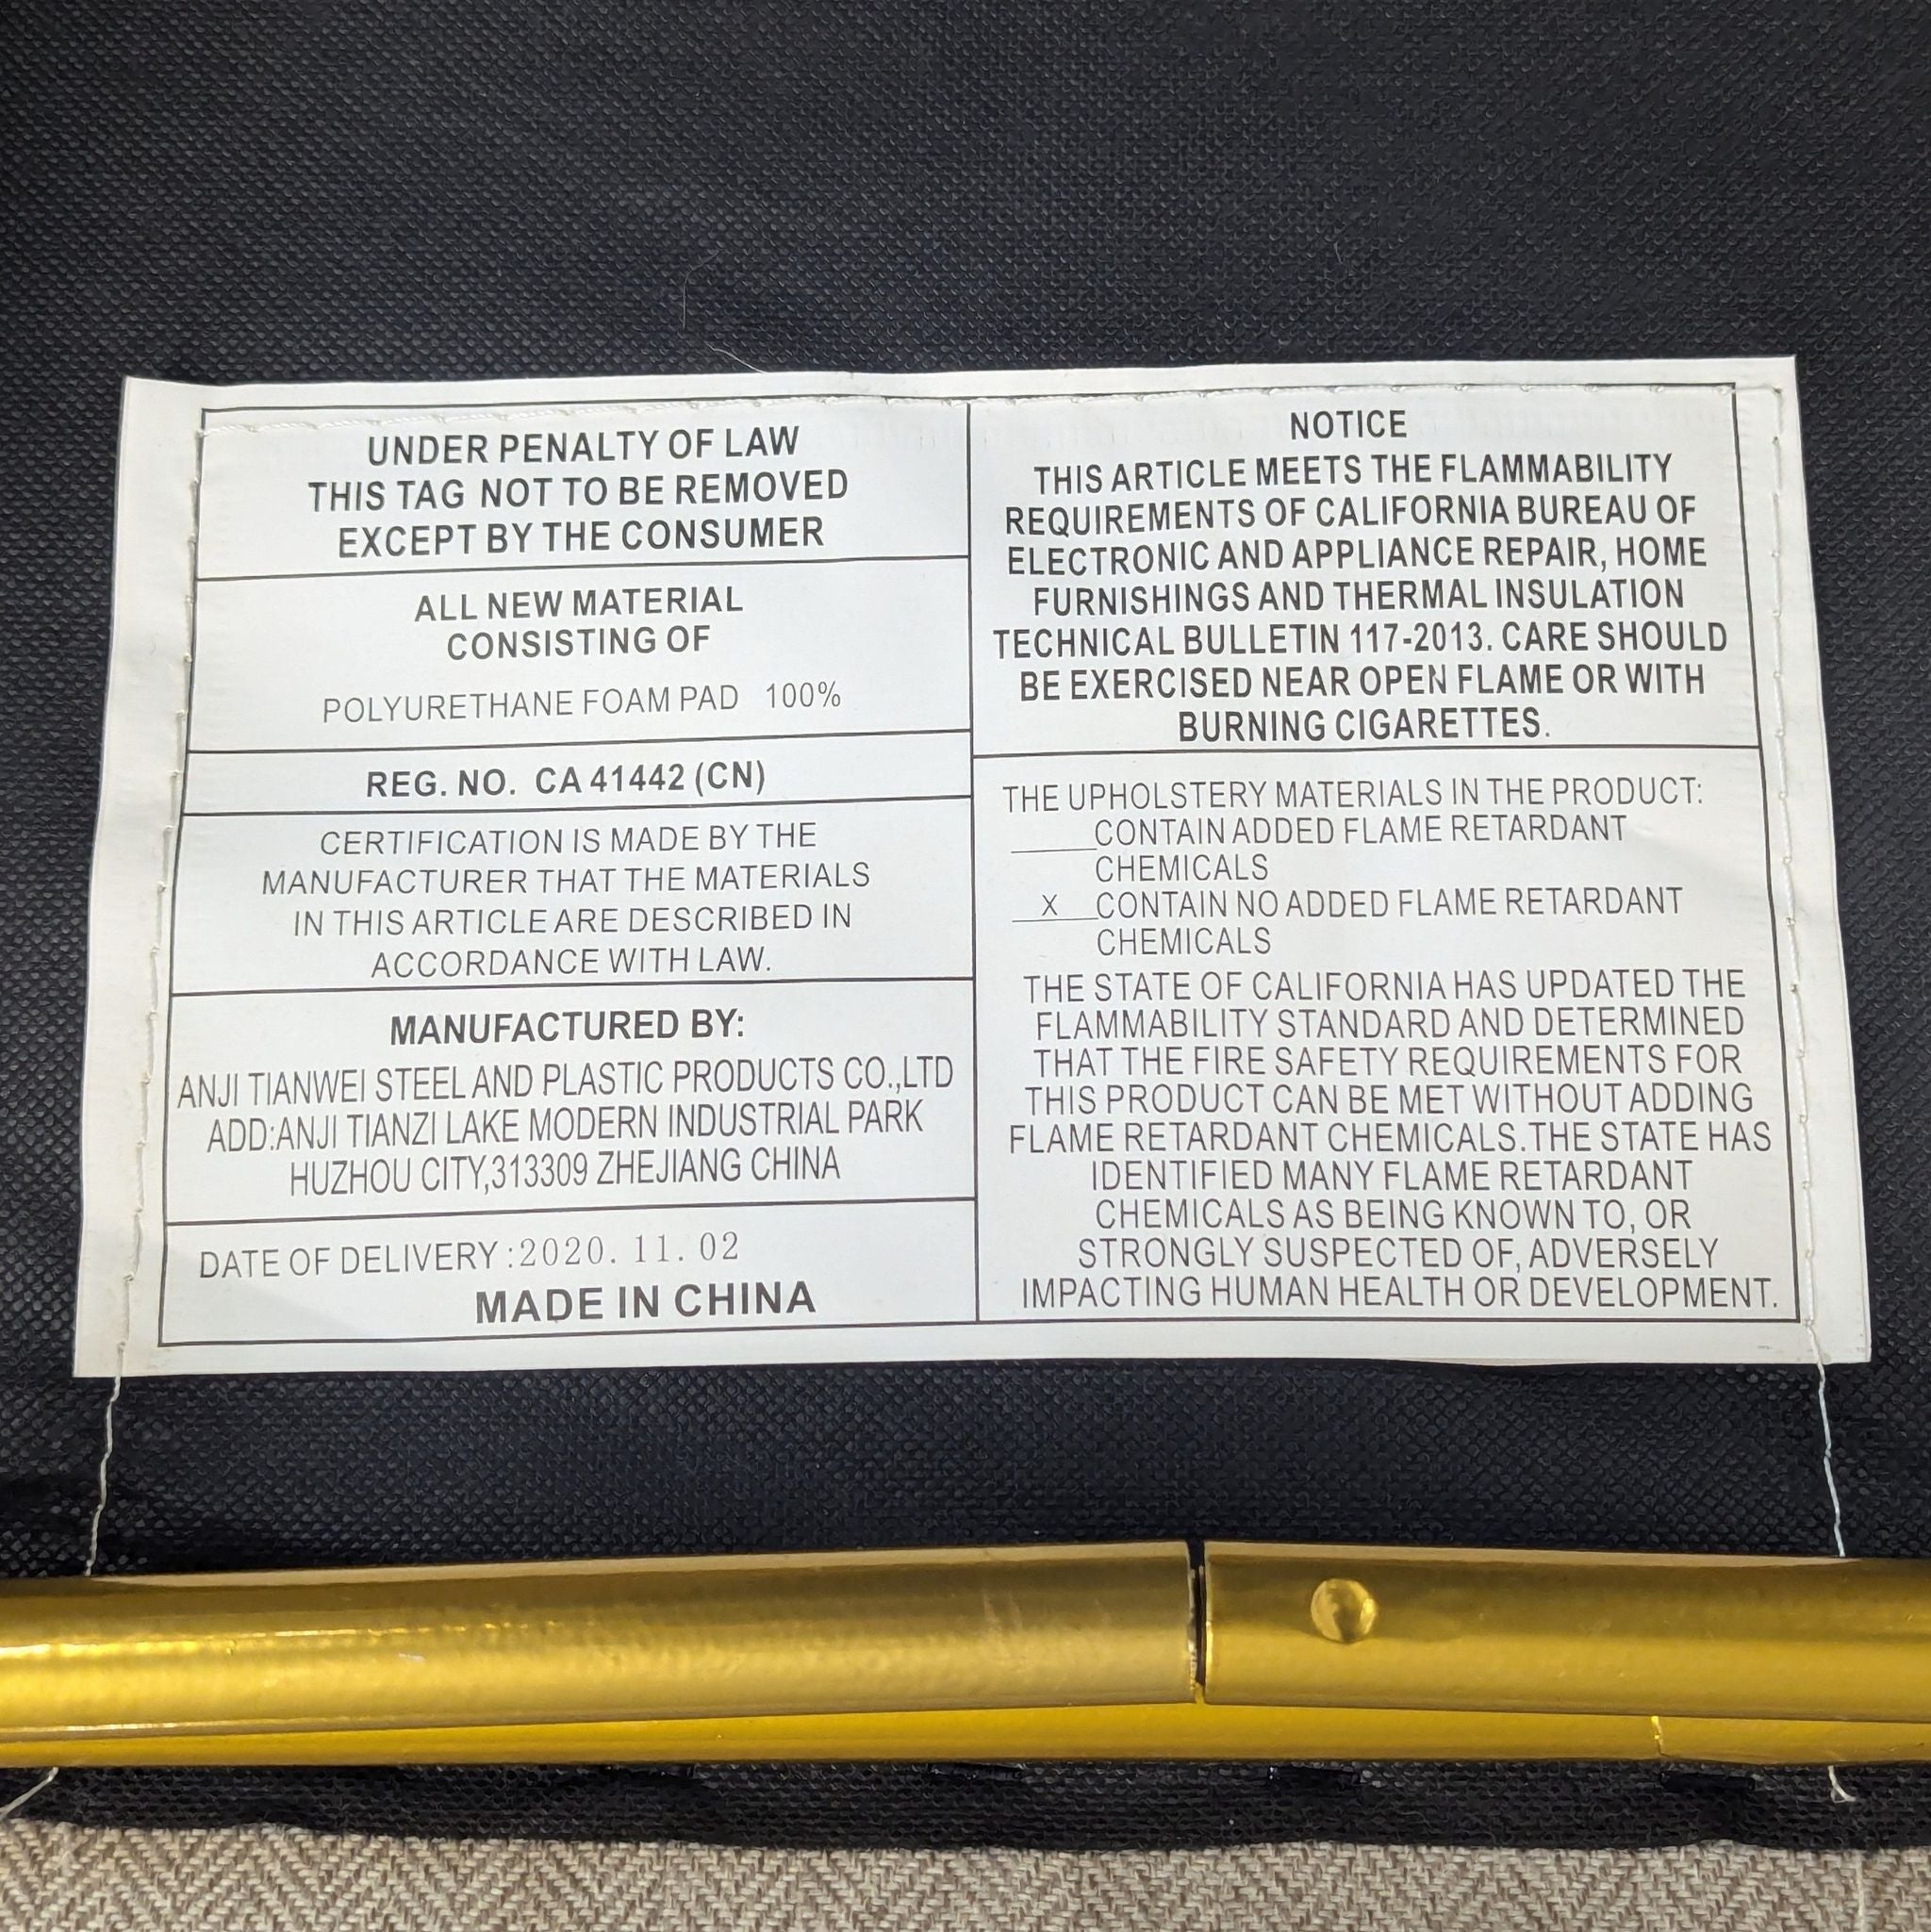 UNDER PENALTY OF LAW
THIS TAG NOT TO BE REMOVED
EXCEPT BY THE CONSUMER
ALL NEW MATERIAL
CONSISTING OF
POLYURETHANE FOAM PAD 100%
REG. NO. CA 41442 (CN)
CERTIFICATION IS MADE BY THE
MANUFACTURER THAT THE MATERIALS
IN THIS ARTICLE ARE DESCRIBED IN
ACCORDANCE WITH LAW.
MANUFACTURED BY:
ANJI TIANWEI STEEL AND PLASTIC PRODUCTS CO.,LTD
ADD:ANJI TIANZI LAKE MODERN INDUSTRIAL PARK
HUZHOU CITY,313309 ZHEJIANG CHINA
DATE OF DELIVERY :2020. 11. 02
MADE IN CHINA
NOTICE
THIS ARTICLE MEETS THE FLAMMABILITY
REQUIREMENTS OF CALIFORNIA BUREAU OF
ELECTRONIC AND APPLIANCE REPAIR, HOME
FURNISHINGS AND THERMAL INSULATION
TECHNICAL BULLETIN 117-2013. CARE SHOULD
BE EXERCISED NEAR OPEN FLAME OR WITH
BURNING CIGARETTES.
THE UPHOLSTERY MATERIALS IN THE PRODUCT:
_____CONTAIN ADDED FLAME RETARDANT
CHEMICALS
__X__CONTAIN NO ADDED FLAME RETARDANT
CHEMICALS
THE STATE OF CALIFORNIA HAS UPDATED THE
FLAMMABILITY STANDARD AND DETERMINED
THAT THE FIRE SAFETY REQUIREMENTS FOR
THIS PRODUCT CAN BE MET WITHOUT ADDING
FLAME RETARDANT CHEMICALS.THE STATE HAS
IDENTIFIED MANY FLAME RETARDANT
CHEMICALS AS BEING KNOWN TO, OR
STRONGLY SUSPECTED OF, ADVERSELY
IMPACTING HUMAN HEALTH OR DEVELOPMENT.